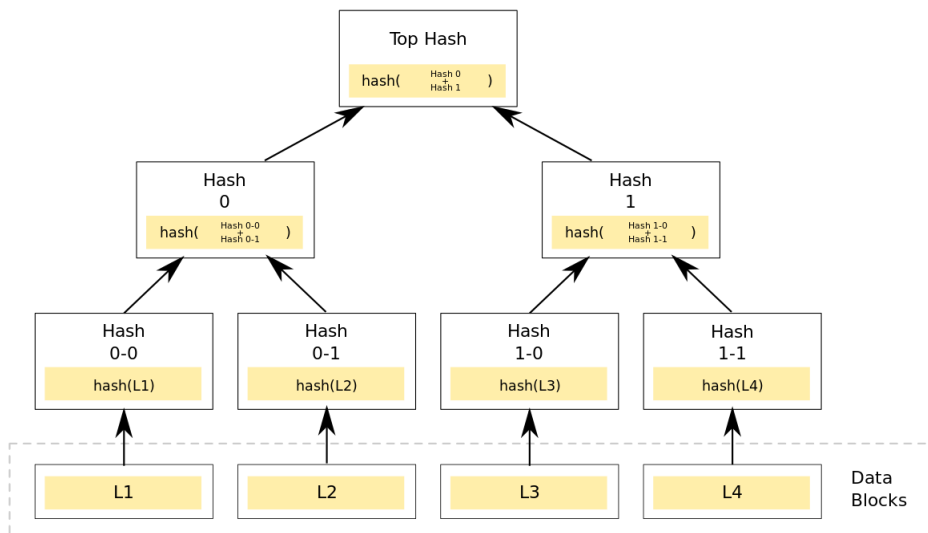 Top Hash
hash( Hash 0 + Hash 1 )
Hash
0
hash( Hash 0-0 + Hash 0-1 )
Hash
1
hash( Hash 1-0 + Hash 1-1 )
Hash
0-0
hash(L1)
Hash
0-1
hash(L2)
Hash
1-0
hash(L3)
Hash
1-1
hash(L4)
L1
L2
L3
L4
Data
Blocks